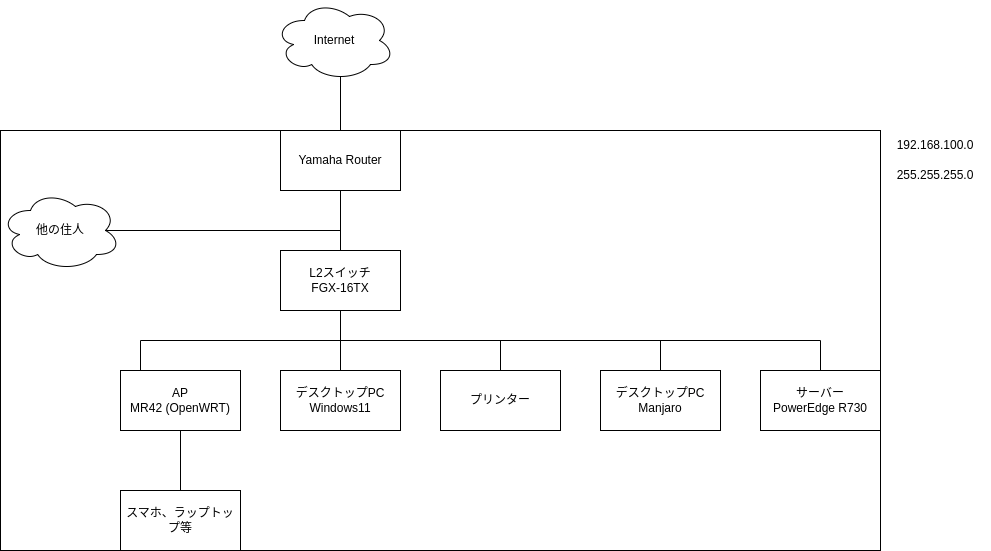 Internet
Yamaha Router
192.168.100.0
255.255.255.0
他の住人
L2スイッチ
FGX-16TX
AP
MR42 (OpenWRT)
デスクトップPC
Windows11
プリンター
デスクトップPC
Manjaro
サーバー
PowerEdge R730
スマホ、ラップトッ
プ等